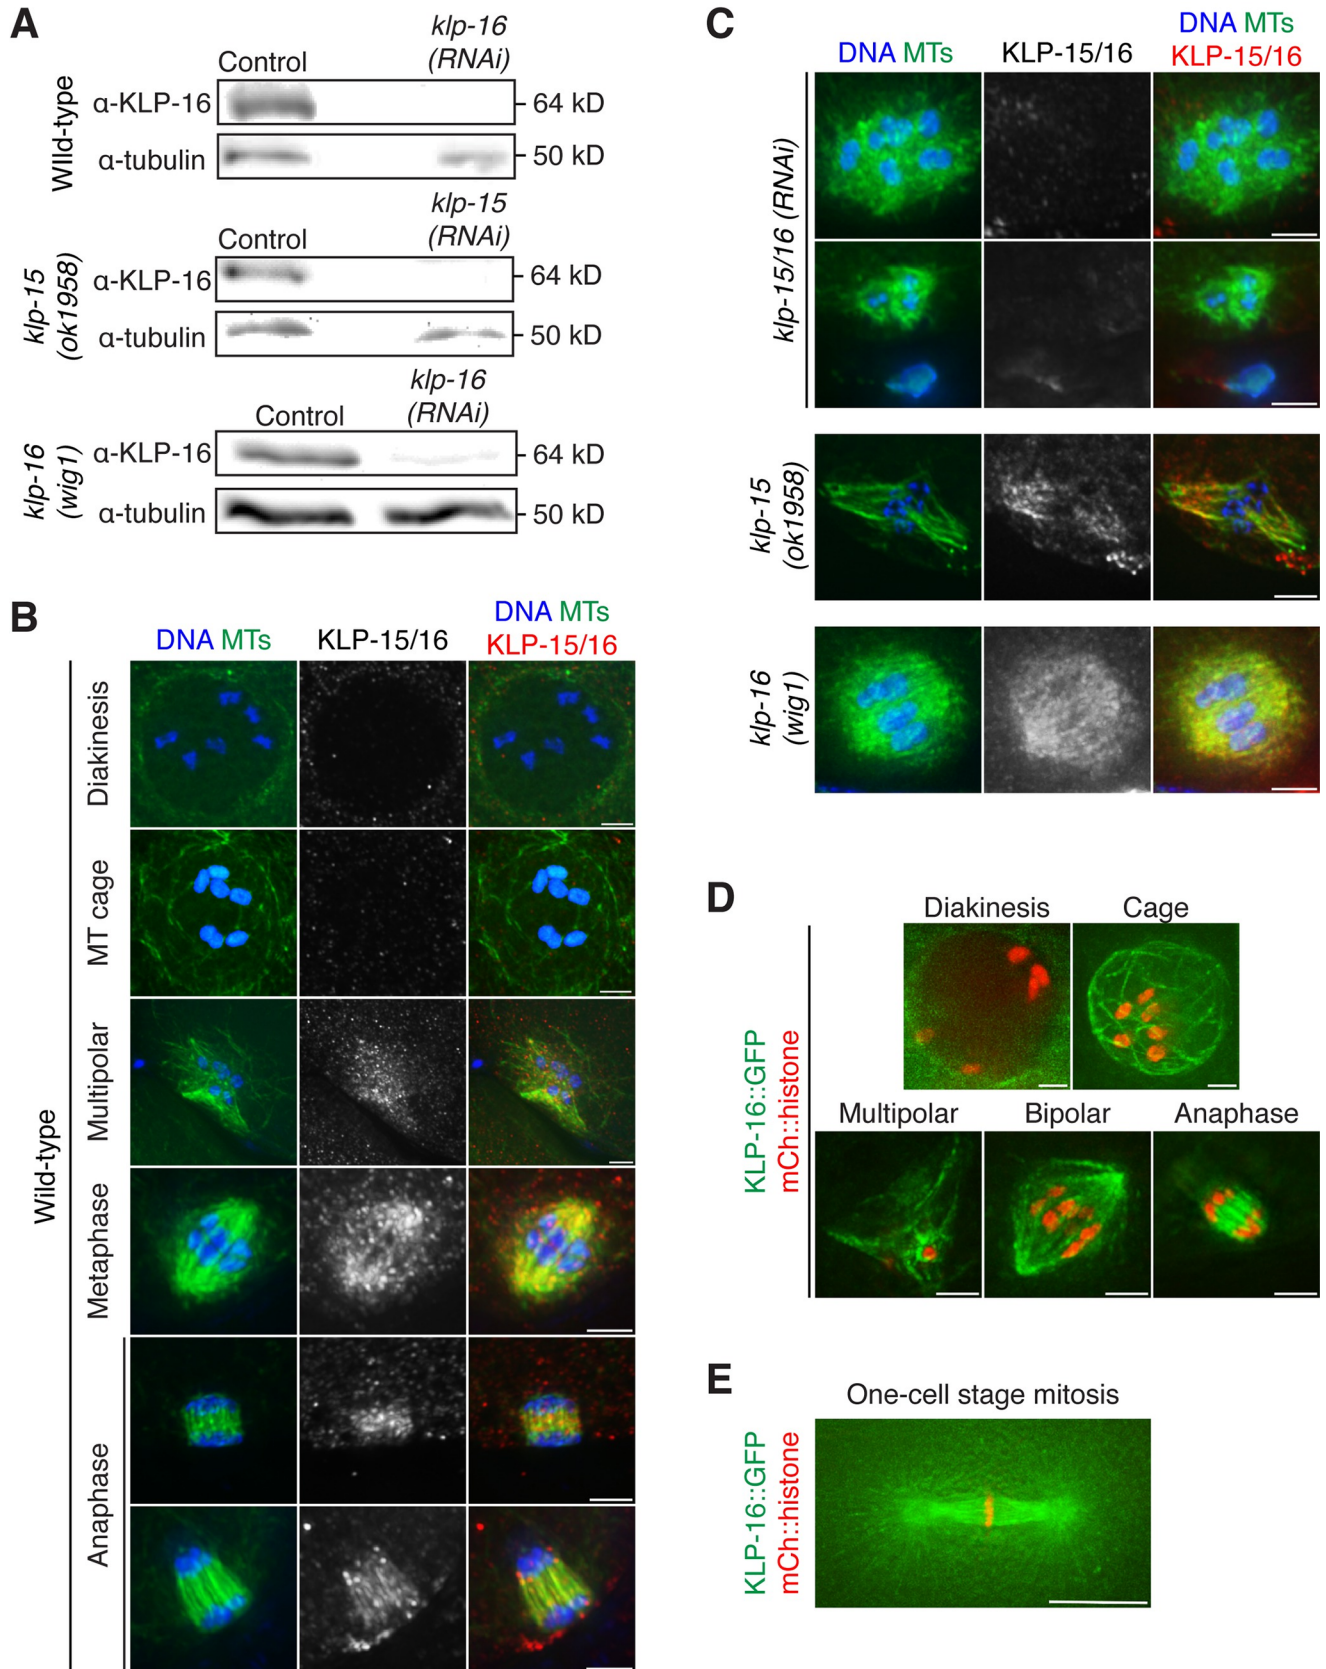 A
Control
klp-16
(RNAi)
WIld-type
α-KLP-16
64 kD
α-tubulin
50 kD
Control
klp-15
(RNAi)
klp-15
(ok1958)
α-KLP-16
64 kD
α-tubulin
50 kD
Control
klp-16
(RNAi)
klp-16
(wig1)
α-KLP-16
64 kD
α-tubulin
50 kD
B
DNA MTs
KLP-15/16
DNA MTs
KLP-15/16
Wild-type
Diakinesis
MT cage
Multipolar
Metaphase
Anaphase
C
DNA MTs
KLP-15/16
DNA MTs
KLP-15/16
klp-15/16 (RNAi)
klp-15
(ok1958)
klp-16
(wig1)
D
KLP-16::GFP
mCh::histone
Diakinesis
Cage
Multipolar
Bipolar
Anaphase
E
One-cell stage mitosis
KLP-16::GFP
mCh::histone